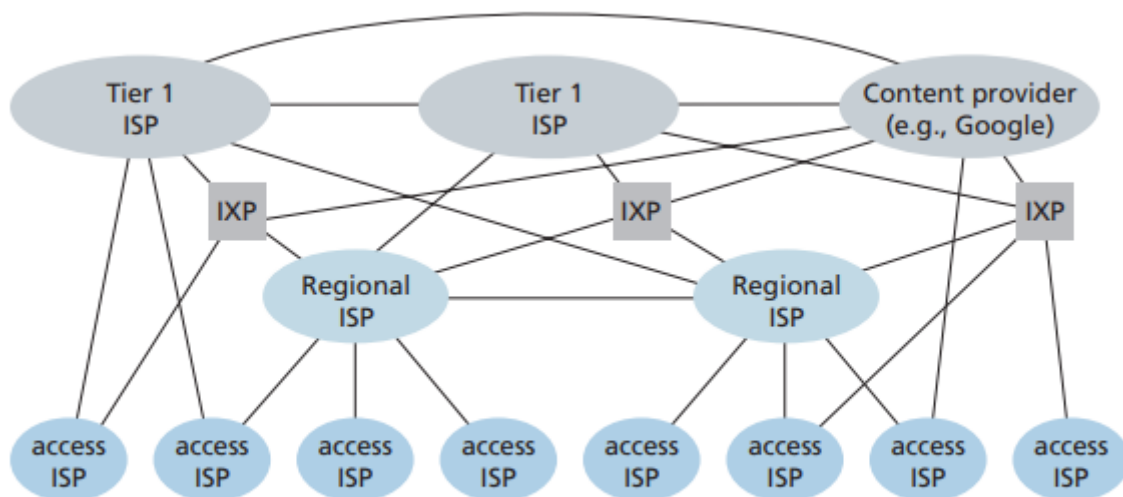 Tier 1
ISP
Tier 1
ISP
Content provider
(e.g., Google)
IXP
IXP
IXP
Regional
ISP
Regional
ISP
access
ISP
access
ISP
access
ISP
access
ISP
access
ISP
access
ISP
access
ISP
access
ISP